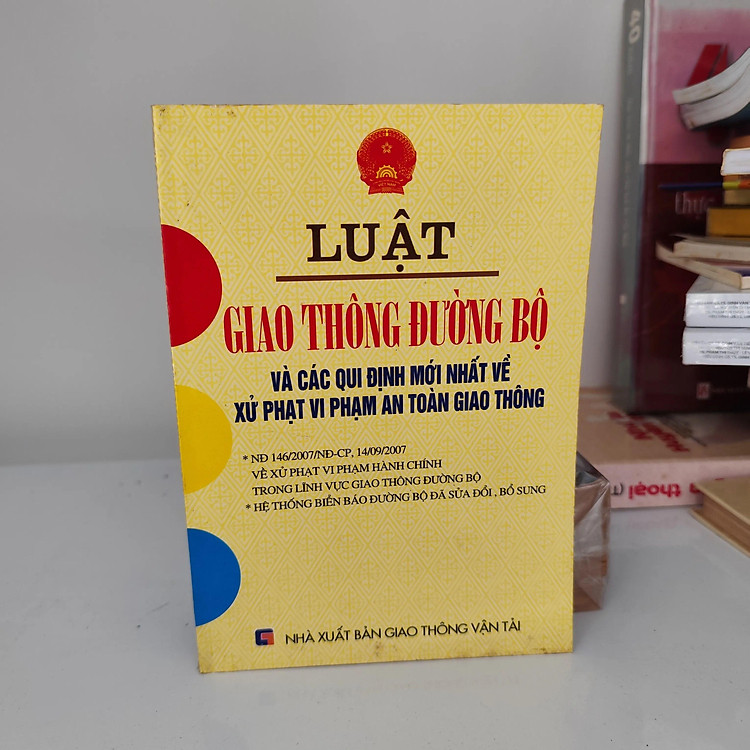 LUẬT
GIAO THÔNG ĐƯỜNG BỘ
VÀ CÁC QUI ĐỊNH MỚI NHẤT VỀ
XỬ PHẠT VI PHẠM AN TOÀN GIAO THÔNG
* NĐ 146/2007/NĐ-CP, 14/09/2007
VỀ XỬ PHẠT VI PHẠM HÀNH CHÍNH
TRONG LĨNH VỰC GIAO THÔNG ĐƯỜNG BỘ
* HỆ THỐNG BIỂN BÁO ĐƯỜNG BỘ ĐÃ SỬA ĐỔI , BỔ SUNG
NHÀ XUẤT BẢN GIAO THÔNG VẬN TẢI
40
thực
thoại